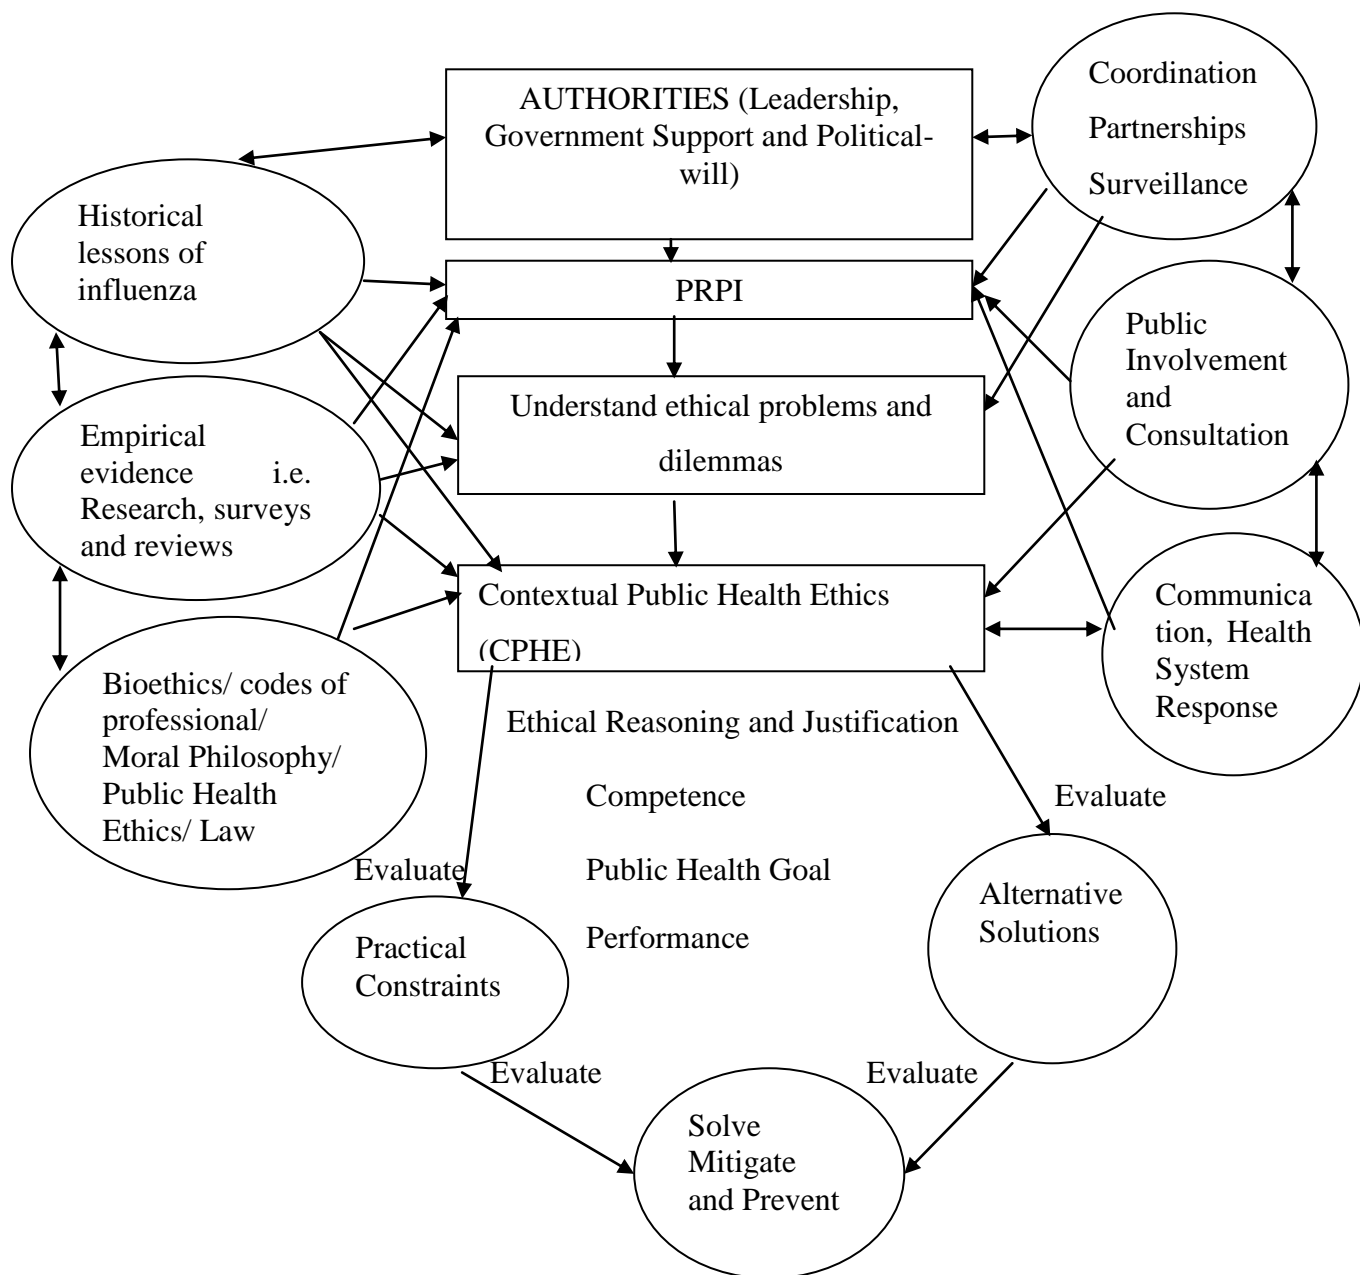 AUTHORITIES (Leadership,
Government Support and Political-
will)
Coordination
Partnerships
Surveillance
Historical
lessons of
influenza
PRPI
Public
Involvement
and
Consultation
Understand ethical problems and
dilemmas
Empirical
evidence i.e.
Research, surveys
and reviews
Contextual Public Health Ethics
(CPHE)
Communica
tion, Health
System
Response
Bioethics/ codes of
professional/
Moral Philosophy/
Public Health
Ethics/ Law
Ethical Reasoning and Justification
Competence
Evaluate
Evaluate
Public Health Goal
Performance
Practical
Constraints
Alternative
Solutions
Evaluate
Evaluate
Solve
Mitigate
and Prevent